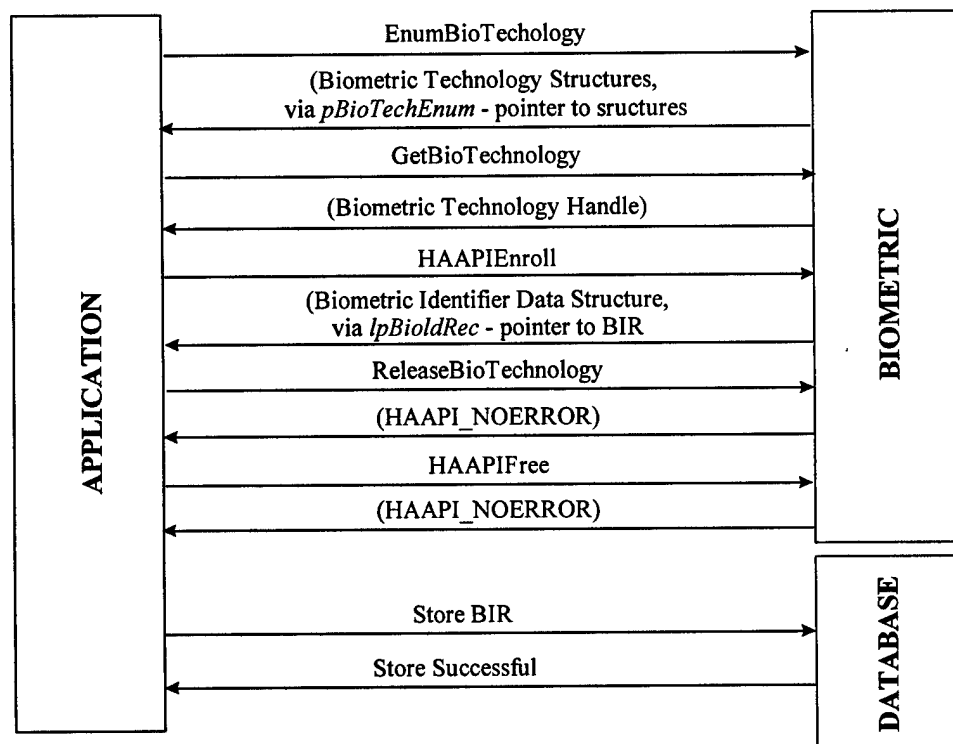 EnumBioTechology
(Biometric Technology Structures,
via pBioTechEnum - pointer to sructures
GetBioTechnology
(Biometric Technology Handle)
HAAPIEnroll
(Biometric Identifier Data Structure,
via lpBioIdRec - pointer to BIR
ReleaseBioTechnology
(HAAPI_NOERROR)
HAAPIFree
(HAAPI_NOERROR)
Store BIR
Store Successful
APPLICATION
BIOMETRIC
DATABASE